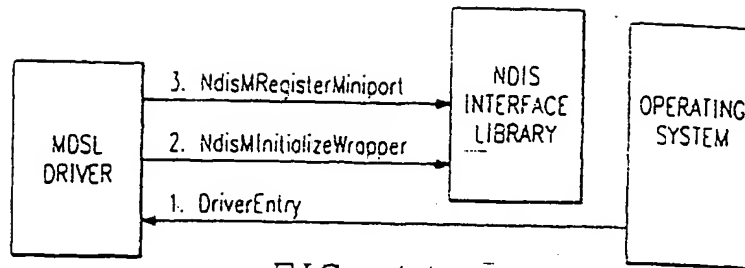 MDSL
DRIVER
3. NdisMRegisterMiniport
2. NdisMInitializeWrapper
1. DriverEntry
NDIS
INTERFACE
LIBRARY
OPERATING
SYSTEM